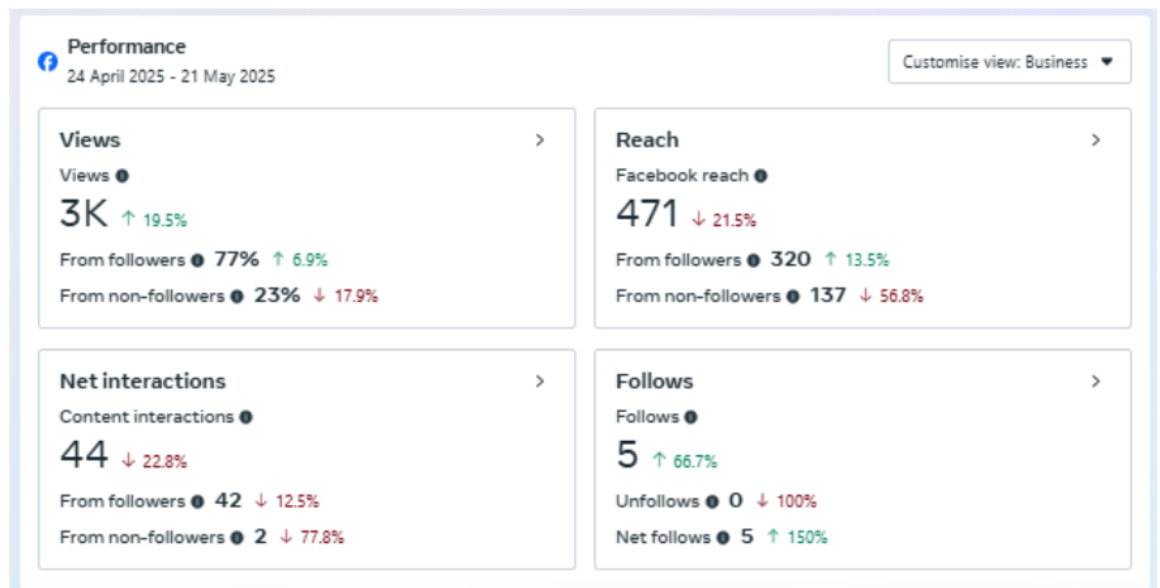 Performance
24 April 2025 - 21 May 2025
Customise view: Business
Views
Views
3K ↑ 19.5%
From followers 77% ↑ 6.9%
From non-followers 23% ↓ 17.9%
Reach
Facebook reach
471 ↓ 21.5%
From followers 320 ↑ 13.5%
From non-followers 137 ↓ 56.8%
Net interactions
Content interactions
44 ↓ 22.8%
From followers 42 ↓ 12.5%
From non-followers 2 ↓ 77.8%
Follows
Follows
5 ↑ 66.7%
Unfollows 0 ↓ 100%
Net follows 5 ↑ 150%